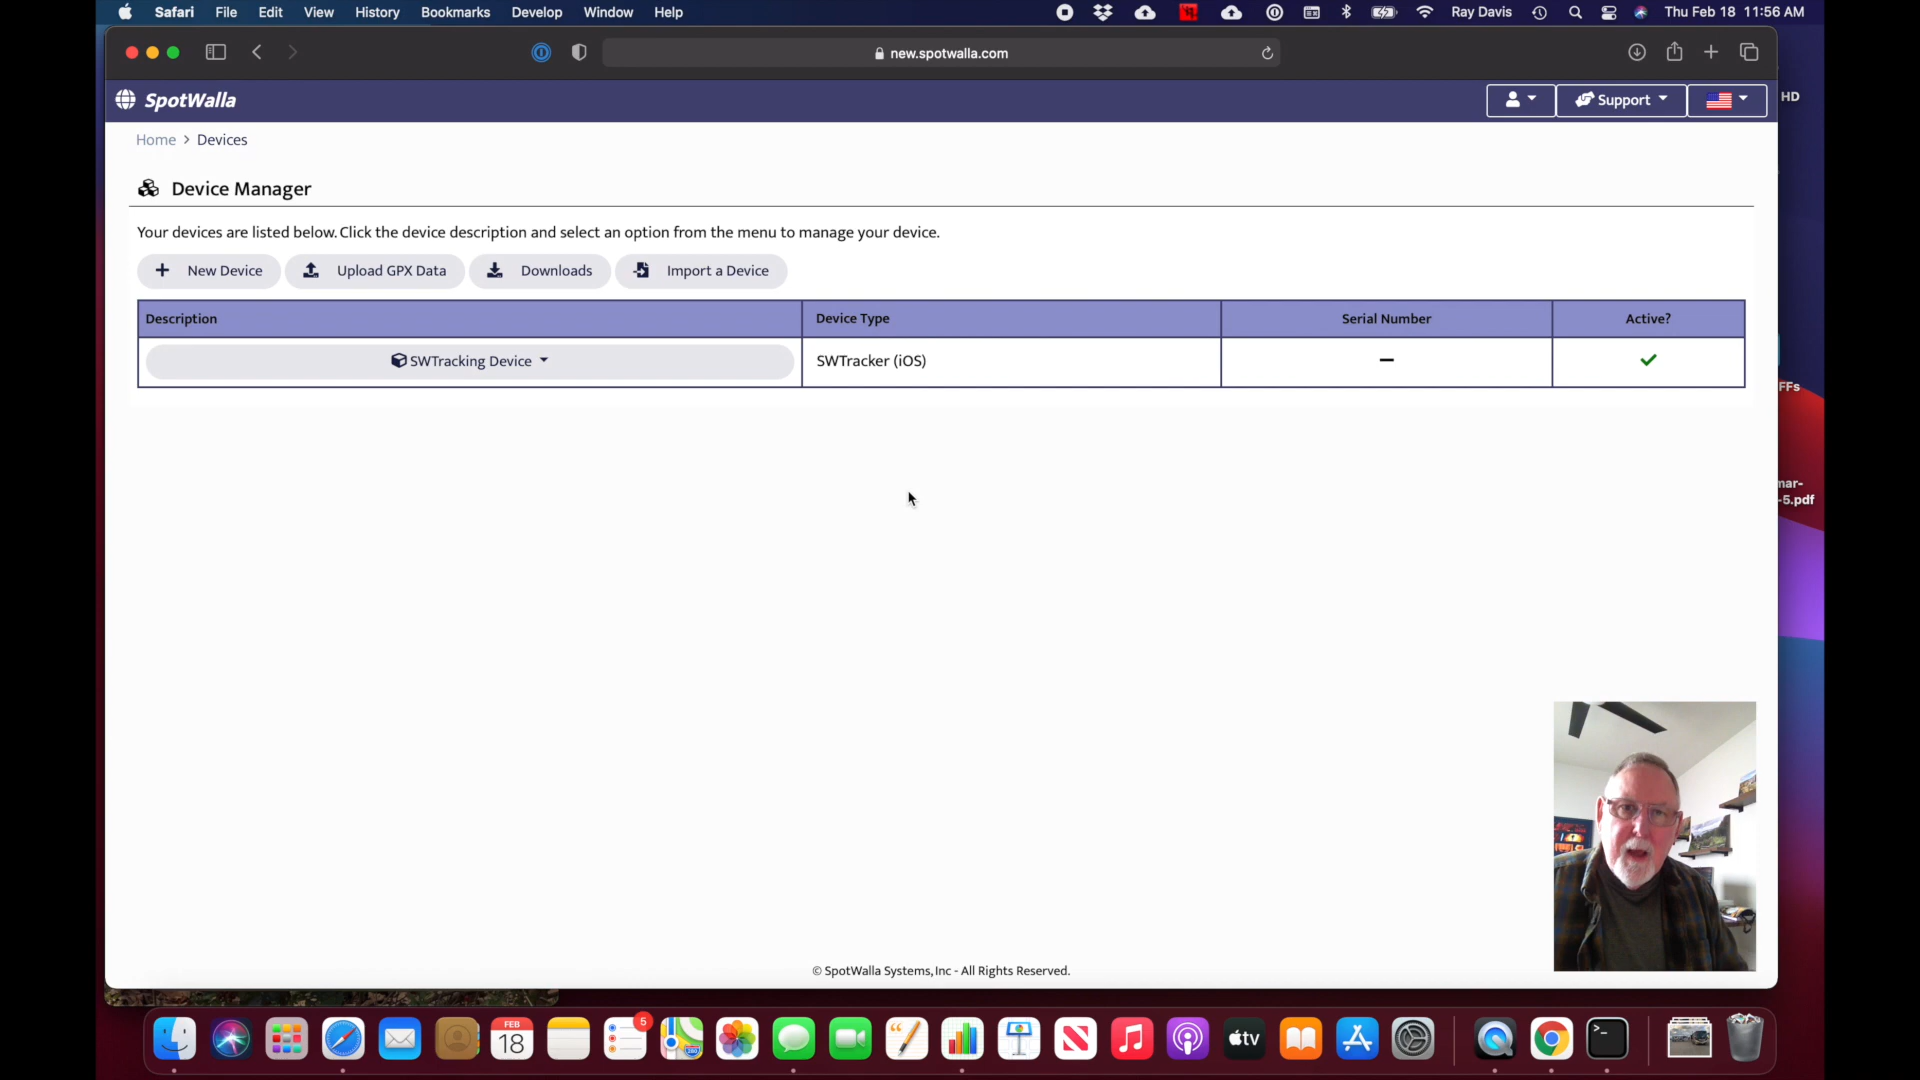 Safari File Edit View History Bookmarks Develop Window Help Ray Davis Thu Feb 18 11:56 AM
new.spotwalla.com
SpotWalla Support
HD
Home > Devices
Device Manager
Your devices are listed below. Click the device description and select an option from the menu to manage your device.
+ New Device Upload GPX Data Downloads Import a Device
Description Device Type Serial Number Active?
SWTracking Device SWTracker (iOS) –
FFs
mar-
-5.pdf
© SpotWalla Systems, Inc - All Rights Reserved.
5
FEB
18
tv